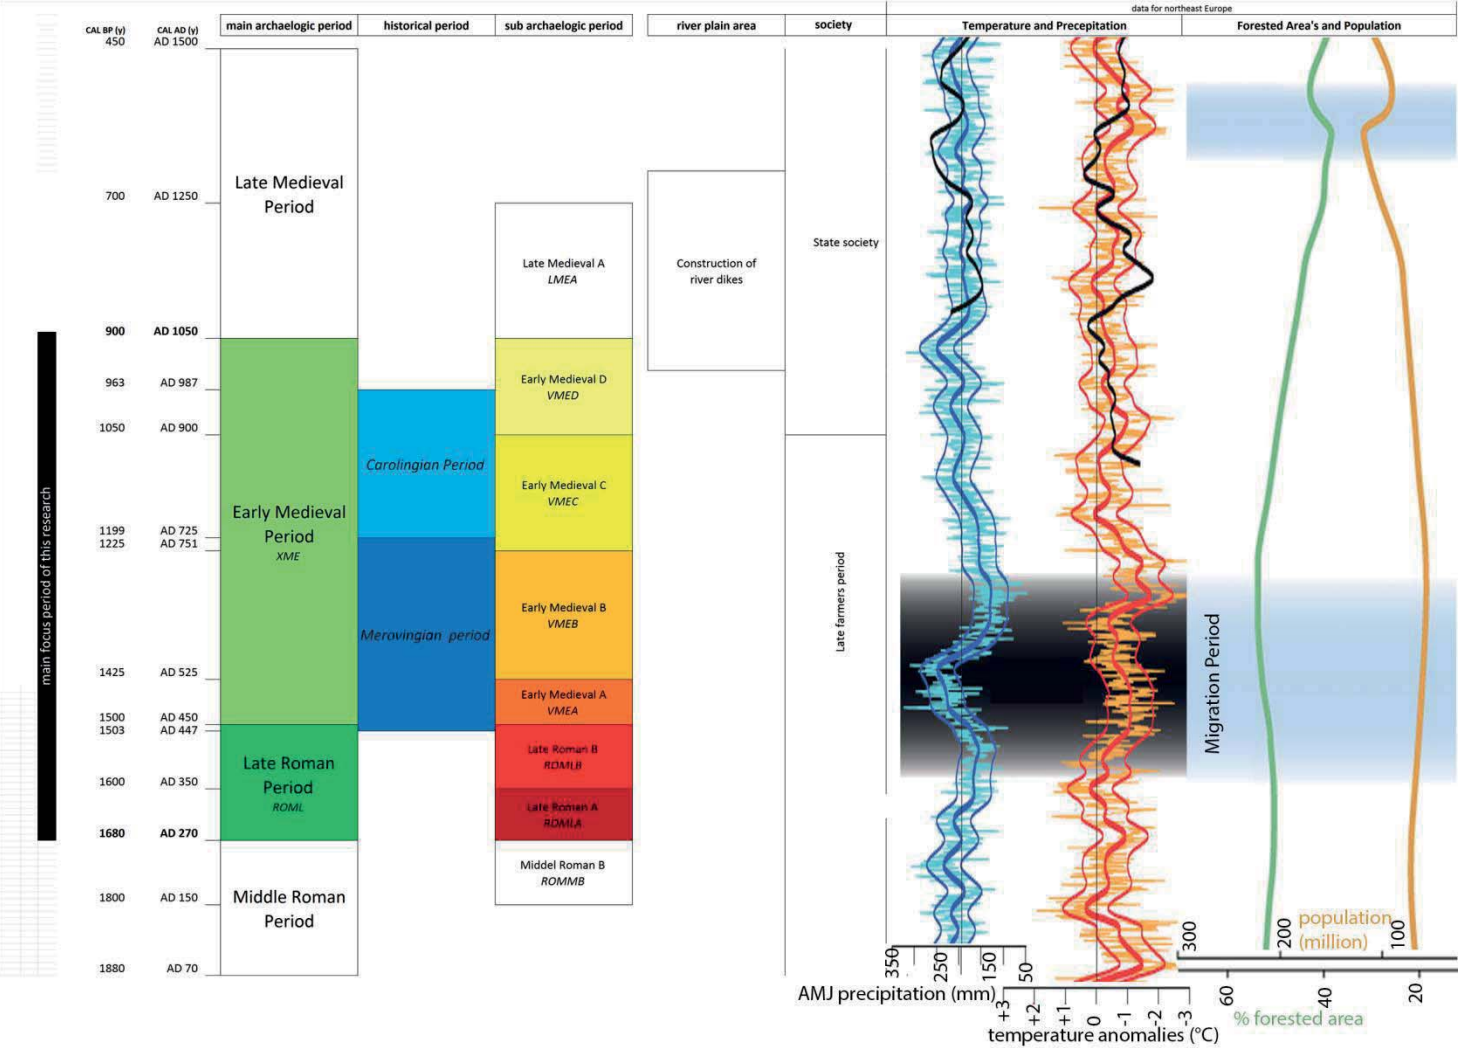 data for northeast Europe
CAL BP (y) CAL AD (y) main archaelogic period historical period sub archaelogic period river plain area society Temperature and Precepitation Forested Area's and Population
450 AD 1500
Late Medieval
Period
700 AD 1250
State society
Late Medieval A
LMEA
Construction of
river dikes
900 AD 1050
963 AD 987
Early Medieval D
VMED
1050 AD 900
Carolingian Period
Early Medieval C
VMEC
Early Medieval
Period
XME
1199 AD 725
1225 AD 751
main focus period of this research
Early Medieval B
VMEB
Late farmers period
Merovingian period
Migration Period
1425 AD 525
Early Medieval A
VMEA
1500 AD 450
1503 AD 447
Late Roman B
ROMLB
Late Roman
Period
ROML
1600 AD 350
Late Roman A
ROMLA
1680 AD 270
Middel Roman B
ROMMB
Middle Roman
Period
1800 AD 150
1880 AD 70
population
(million)
300 200 100
350 250 150 50
AMJ precipitation (mm)
+3 +2 +1 0 -1 -2 -3
temperature anomalies (°C)
60 40 20
% forested area